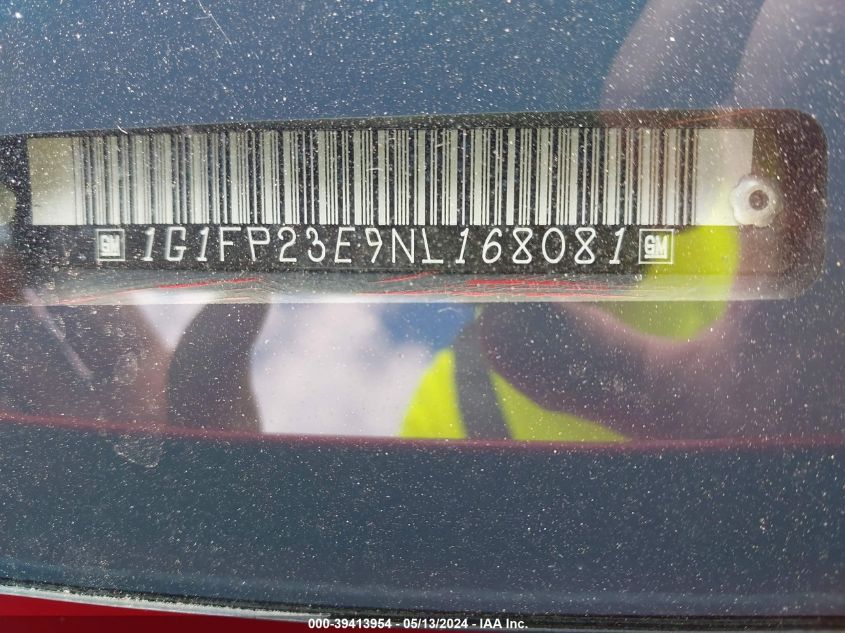 GM 1G1FP23E9NL168081 GM
000-39413954 / 05/13/2024 - IAA Inc.